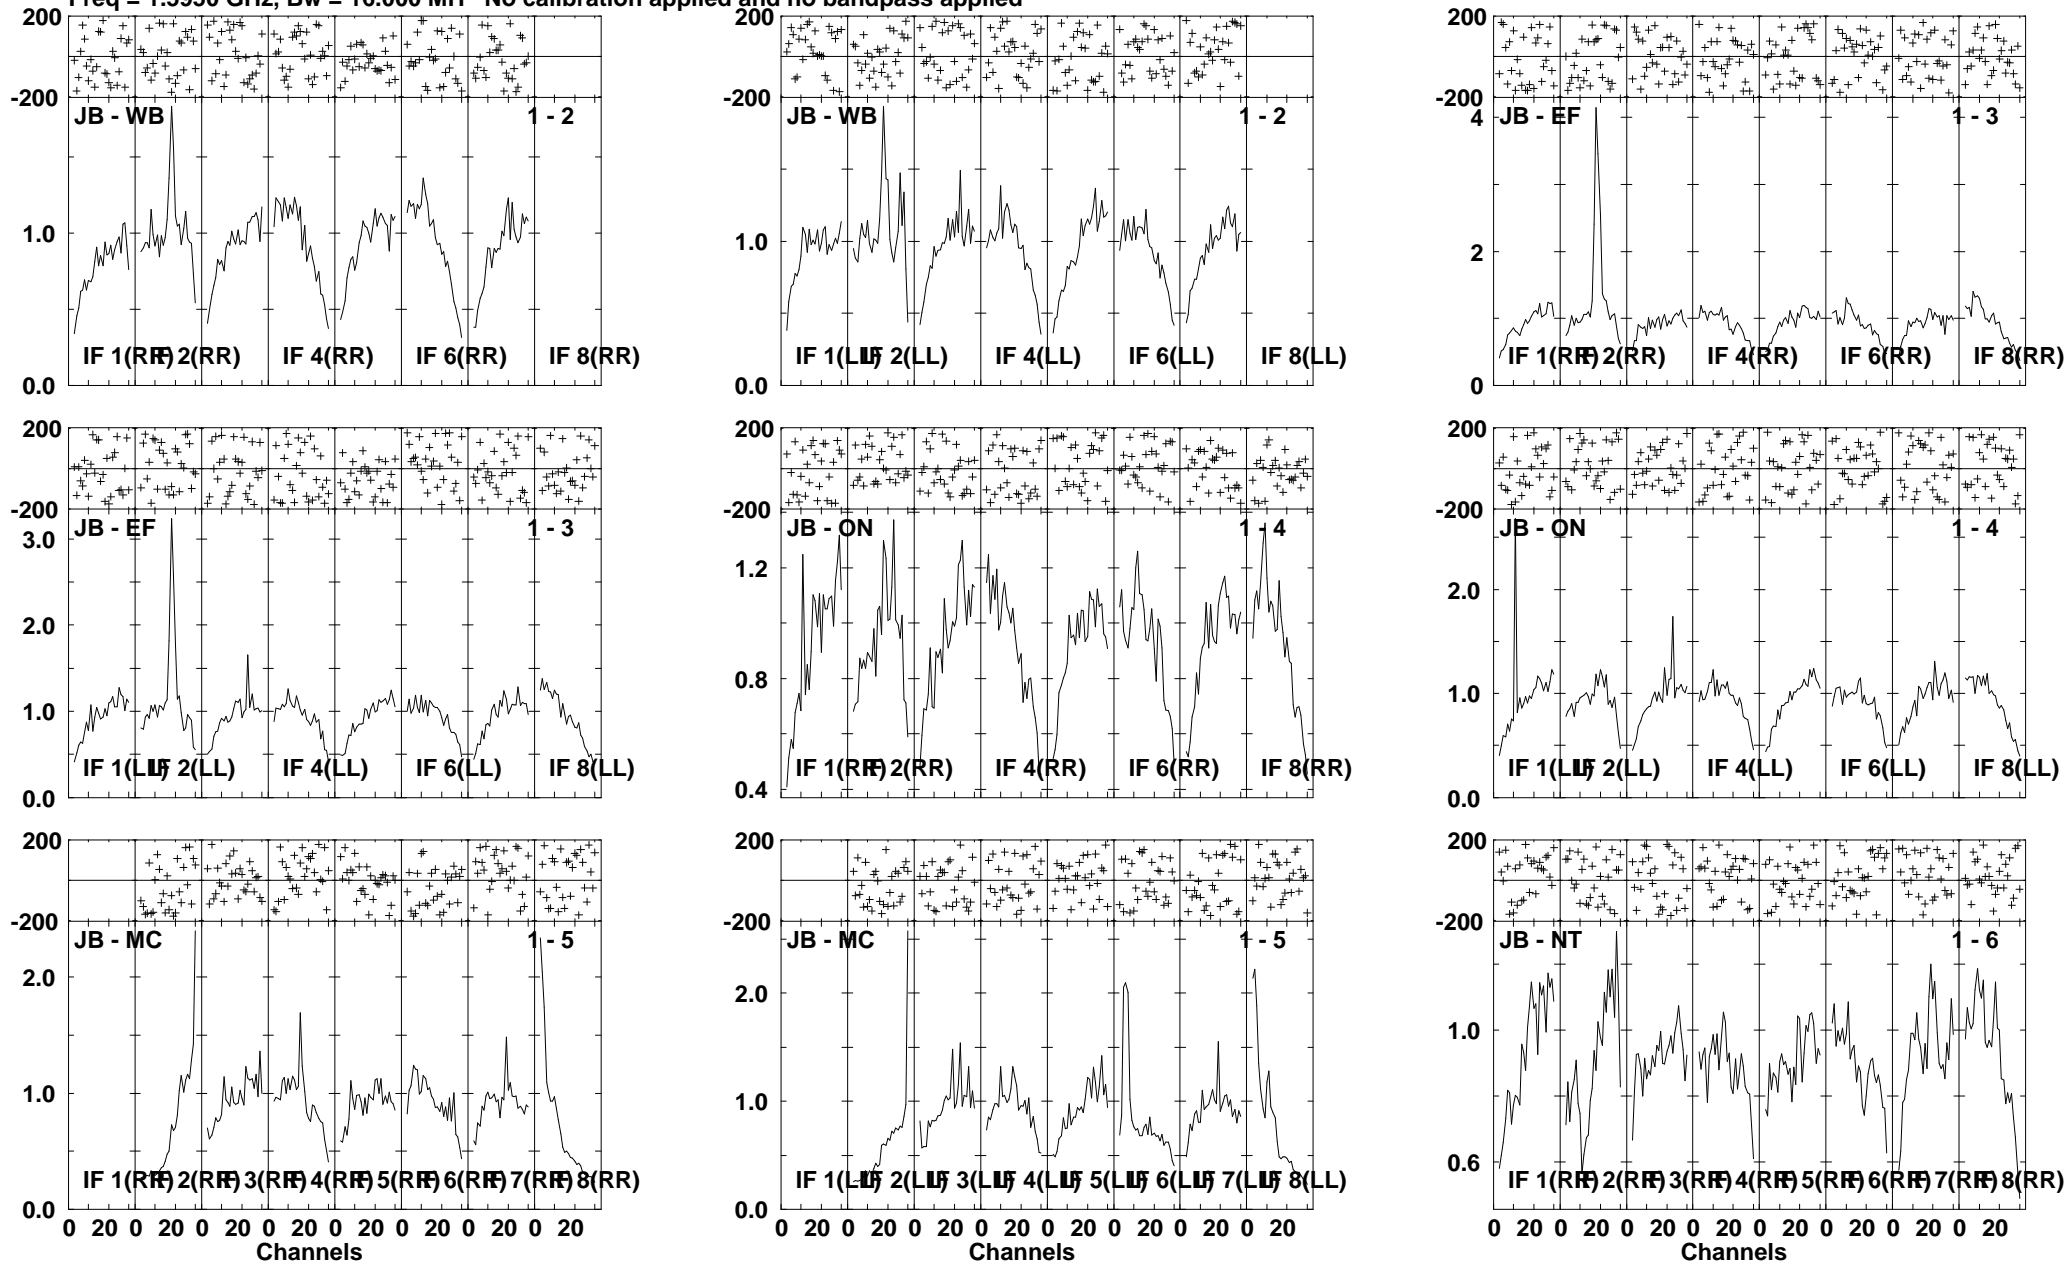 Freq = 1.5950 GHz, Bw = 16.000 MH No calibration applied and no bandpass applied
200
-200
JB - WB 1 - 2
1.0
0.0
IF 1(RR) IF 2(RR) IF 4(RR) IF 6(RR) IF 8(RR)
200
-200
JB - WB 1 - 2
1.0
0.0
IF 1(LL) IF 2(LL) IF 4(LL) IF 6(LL) IF 8(LL)
200
-200
JB - EF 1 - 3
4
2
0
IF 1(RR) IF 2(RR) IF 4(RR) IF 6(RR) IF 8(RR)
200
-200
JB - EF 1 - 3
3.0
2.0
1.0
0.0
IF 1(LL) IF 2(LL) IF 4(LL) IF 6(LL) IF 8(LL)
200
-200
JB - ON 1 - 4
1.2
0.8
0.4
IF 1(RR) IF 2(RR) IF 4(RR) IF 6(RR) IF 8(RR)
200
-200
JB - ON 1 - 4
2.0
1.0
0.0
IF 1(LL) IF 2(LL) IF 4(LL) IF 6(LL) IF 8(LL)
200
-200
JB - MC 1 - 5
2.0
1.0
0.0
IF 1(RR) IF 2(RR) IF 3(RR) IF 4(RR) IF 5(RR) IF 6(RR) IF 7(RR) IF 8(RR)
0 20 0 20 0 20 0 20 0 20 0 20 0 20 0 20
Channels
200
-200
JB - MC 1 - 5
2.0
1.0
0.0
IF 1(LL) IF 2(LL) IF 3(LL) IF 4(LL) IF 5(LL) IF 6(LL) IF 7(LL) IF 8(LL)
0 20 0 20 0 20 0 20 0 20 0 20 0 20 0 20
Channels
200
-200
JB - NT 1 - 6
1.0
0.6
IF 1(RR) IF 2(RR) IF 3(RR) IF 4(RR) IF 5(RR) IF 6(RR) IF 7(RR) IF 8(RR)
0 20 0 20 0 20 0 20 0 20 0 20 0 20 0 20
Channels